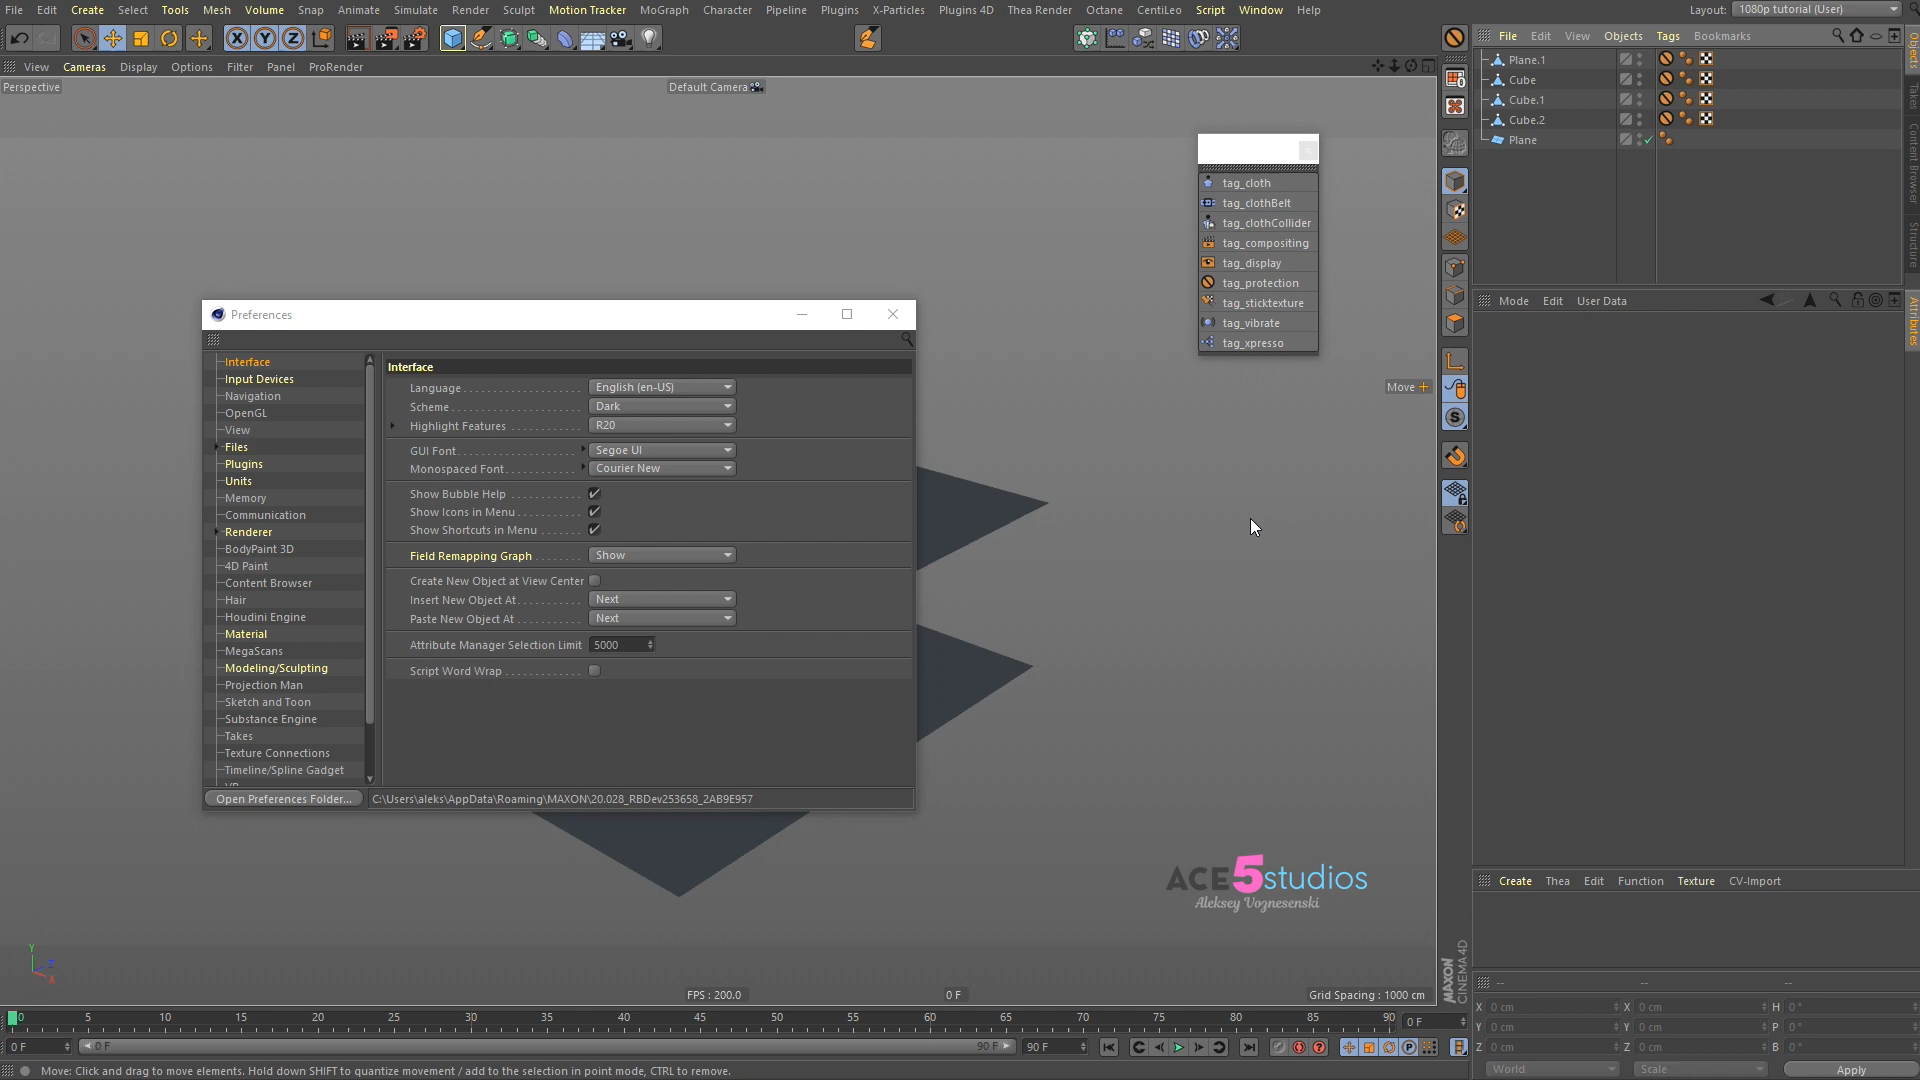 File Edit Create Select Tools Mesh Volume Snap Animate Simulate Render Sculpt Motion Tracker MoGraph Character Pipeline Plugins X-Particles Plugins 4D Thea Render Octane CentiLeo Script Window Help Layout: 1080p tutorial (User)
X Y Z
View Cameras Display Options Filter Panel ProRender
Perspective
Default Camera
tag_cloth
tag_clothBelt
tag_clothCollider
tag_compositing
tag_display
tag_protection
tag_sticktexture
tag_vibrate
tag_xpresso
Move
Preferences
Interface
Input Devices
Navigation
OpenGL
View
Files
Plugins
Units
Memory
Communication
Renderer
BodyPaint 3D
4D Paint
Content Browser
Hair
Houdini Engine
Material
MegaScans
Modeling/Sculpting
Projection Man
Sketch and Toon
Substance Engine
Takes
Texture Connections
Timeline/Spline Gadget
Interface
Language English (en-US)
Scheme Dark
Highlight Features R20
GUI Font Segoe UI
Monospaced Font Courier New
Show Bubble Help
Show Icons in Menu
Show Shortcuts in Menu
Field Remapping Graph Show
Create New Object at View Center
Insert New Object At Next
Paste New Object At Next
Attribute Manager Selection Limit 5000
Script Word Wrap
Open Preferences Folder... C:\Users\aleks\AppData\Roaming\MAXON\20.028_RBDev253658_2AB9E957
File Edit View Objects Tags Bookmarks
Plane.1
Cube
Cube.1
Cube.2
Plane
Objects
Takes
Content Browser
Structure
Mode Edit User Data
Attributes
Create Thea Edit Function Texture CV-Import
ACE5studios
Aleksey Voznesenski
MAXON
CINEMA 4D
Y
Z
X
FPS : 200.0 0 F Grid Spacing : 1000 cm
0 5 10 15 20 25 30 35 40 45 50 55 60 65 70 75 80 85 90 0 F
0 F 0 F 90 F 90 F
-- -- --
X 0 cm X 0 cm H 0 °
Y 0 cm Y 0 cm P 0 °
Z 0 cm Z 0 cm B 0 °
World Scale Apply
Move: Click and drag to move elements. Hold down SHIFT to quantize movement / add to the selection in point mode, CTRL to remove.